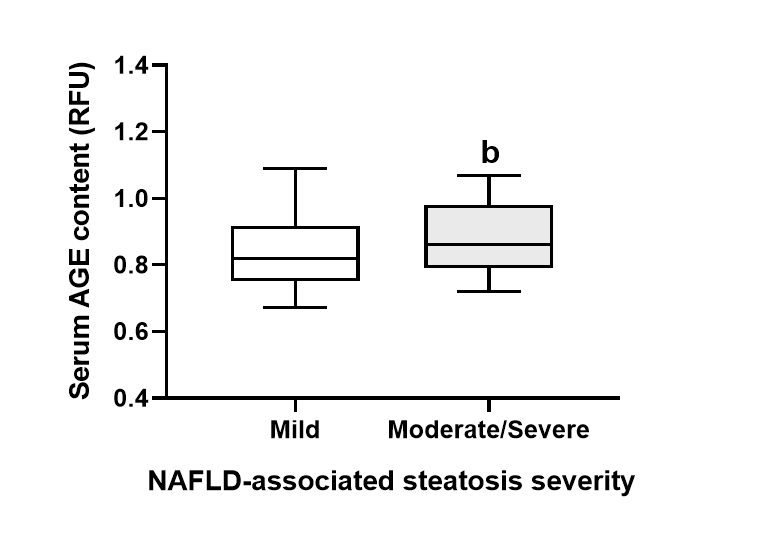 Serum AGE content (RFU)
1.4
1.2
1.0
0.8
0.6
0.4
b
Mild
Moderate/Severe
NAFLD-associated steatosis severity